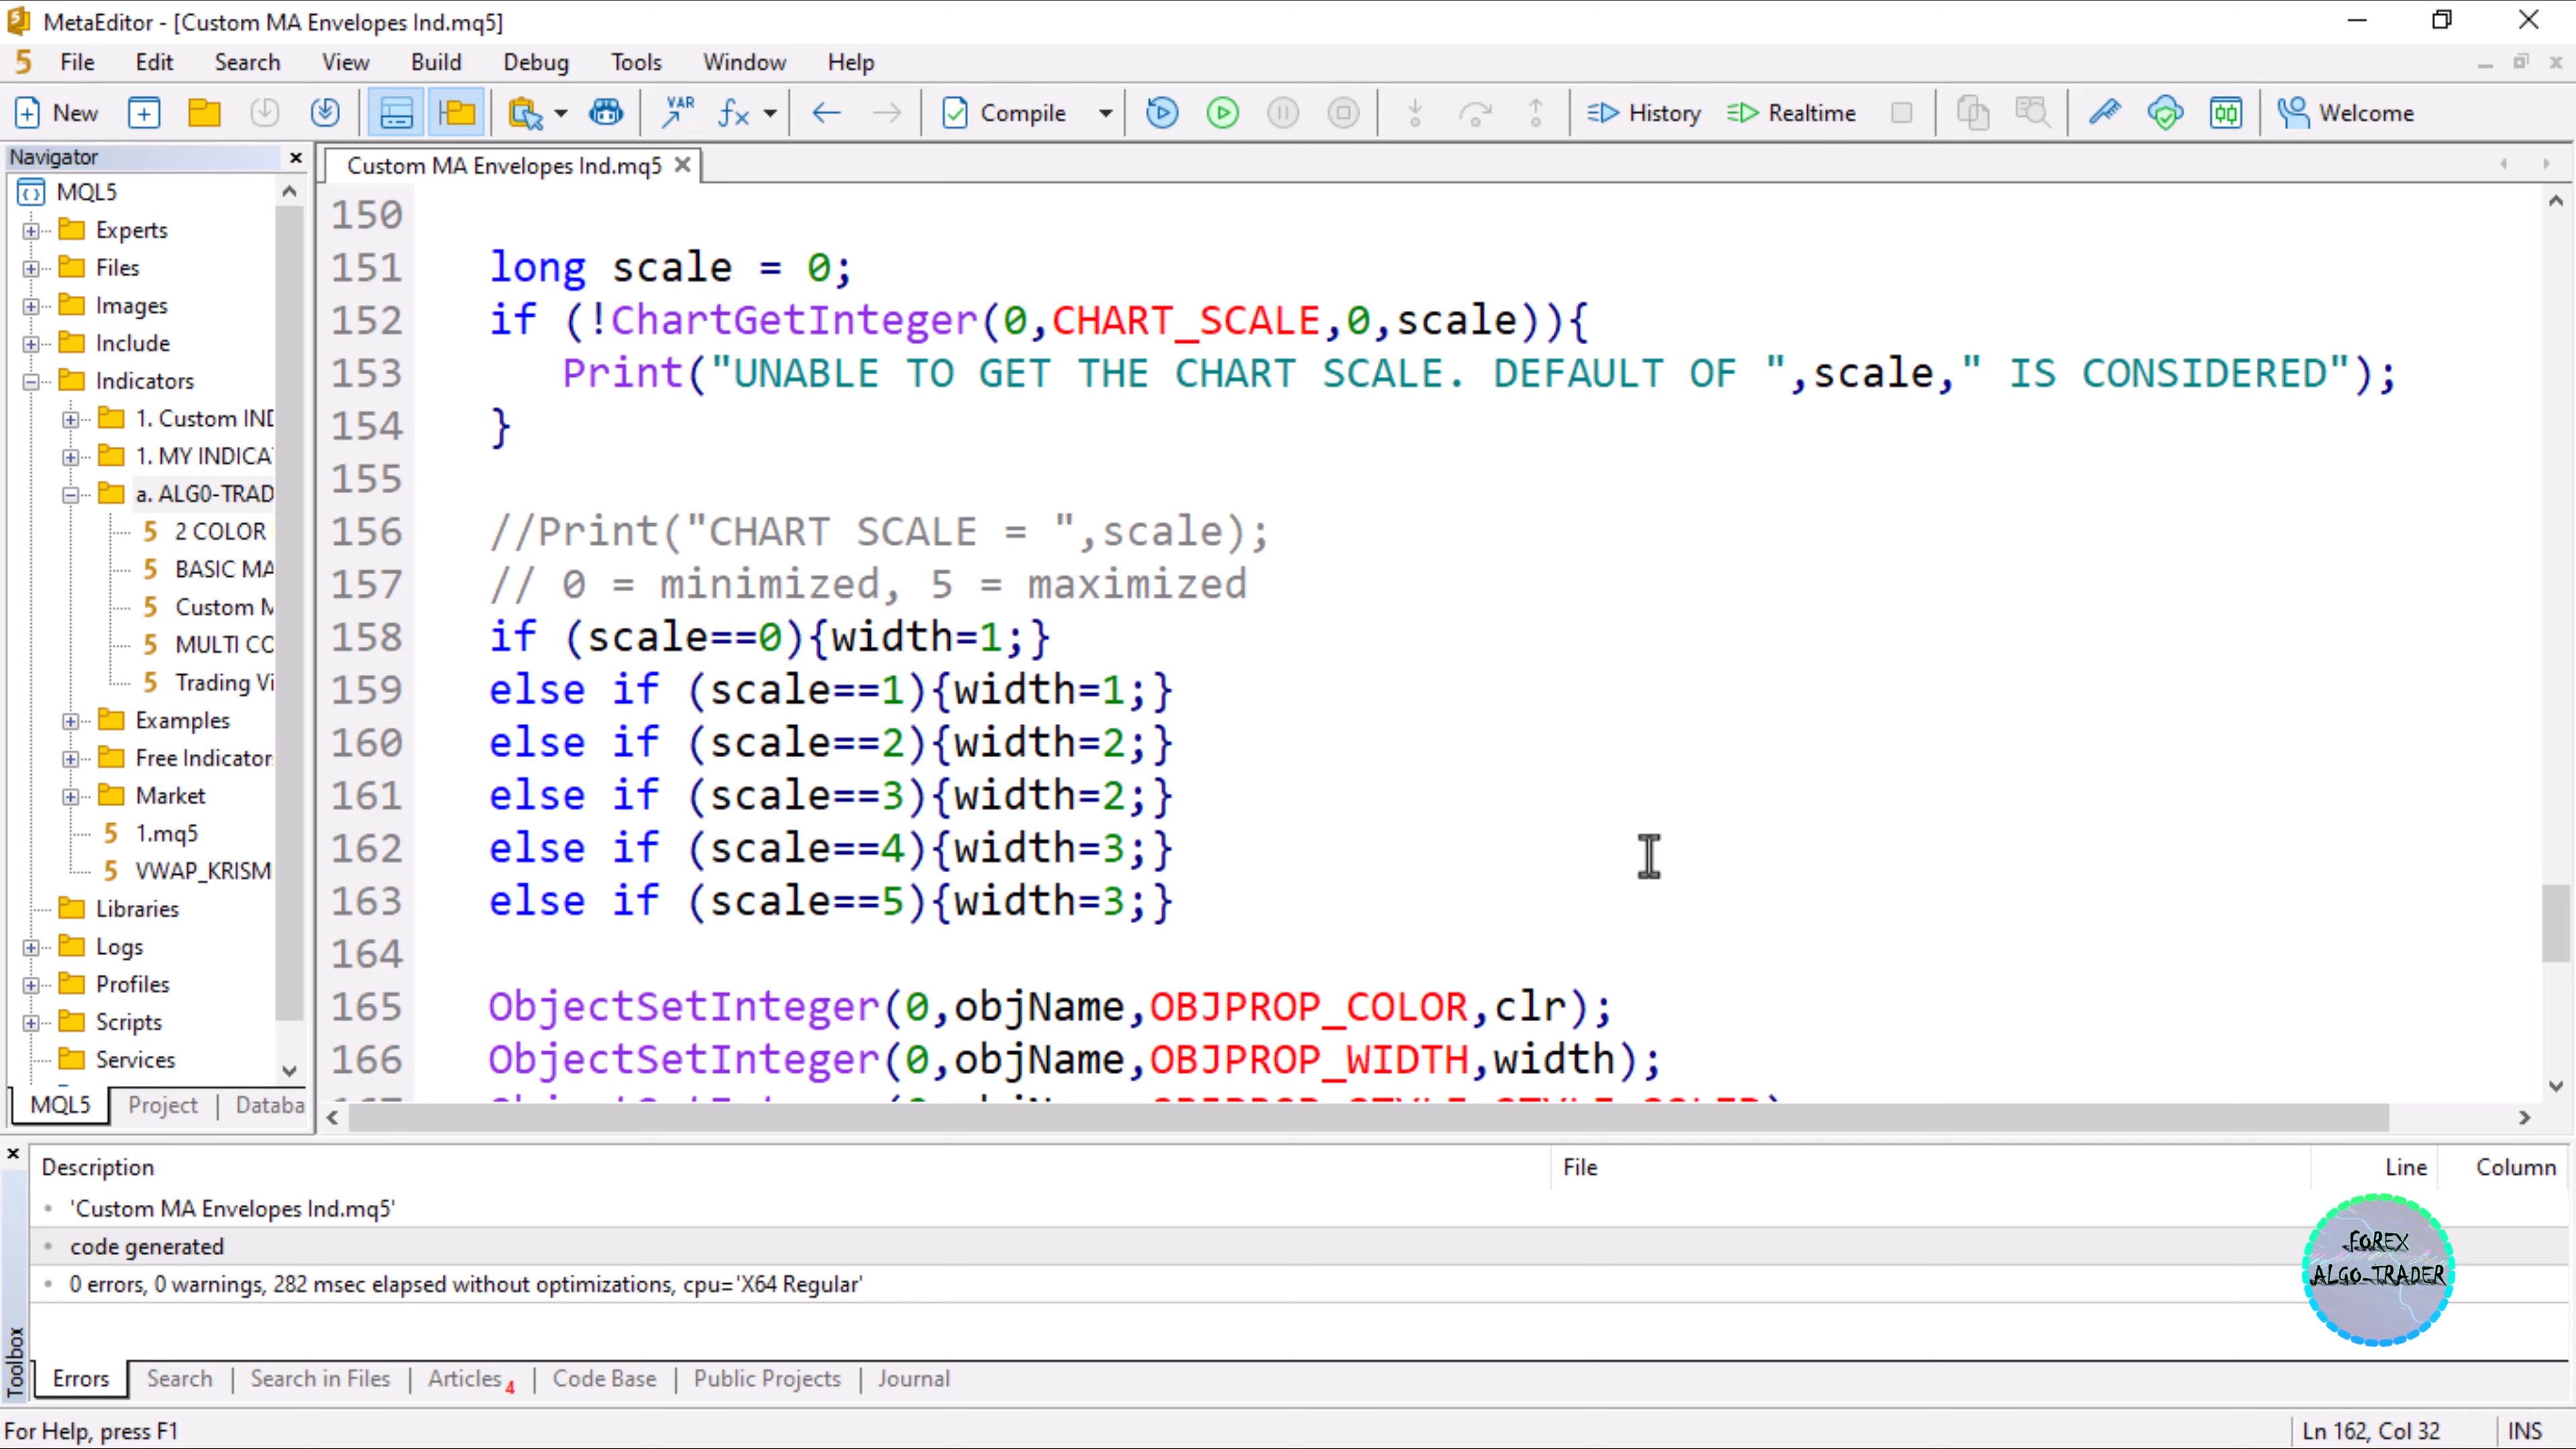 MetaEditor - [Custom MA Envelopes Ind.mq5]
File Edit Search View Build Debug Tools Window Help
New VAR Compile History Realtime Welcome
Navigator
Custom MA Envelopes Ind.mq5
MQL5
Experts
Files
Images
Include
Indicators
1. Custom IND
1. MY INDICA
a. ALG0-TRAD
2 COLOR
BASIC MA
Custom M
MULTI CO
Trading Vi
Examples
Free Indicator
Market
1.mq5
VWAP_KRISM
Libraries
Logs
Profiles
Scripts
Services
MQL5 Project Databa
150
151 long scale = 0;
152 if (!ChartGetInteger(0,CHART_SCALE,0,scale)){
153 Print("UNABLE TO GET THE CHART SCALE. DEFAULT OF ",scale," IS CONSIDERED");
154 }
155
156 //Print("CHART SCALE = ",scale);
157 // 0 = minimized, 5 = maximized
158 if (scale==0){width=1;}
159 else if (scale==1){width=1;}
160 else if (scale==2){width=2;}
161 else if (scale==3){width=2;}
162 else if (scale==4){width=3;}
163 else if (scale==5){width=3;}
164
165 ObjectSetInteger(0,objName,OBJPROP_COLOR,clr);
166 ObjectSetInteger(0,objName,OBJPROP_WIDTH,width);
Description File Line Column
'Custom MA Envelopes Ind.mq5'
code generated
0 errors, 0 warnings, 282 msec elapsed without optimizations, cpu='X64 Regular'
FOREX
ALGO-TRADER
Toolbox
Errors Search Search in Files Articles 4 Code Base Public Projects Journal
For Help, press F1 Ln 162, Col 32 INS